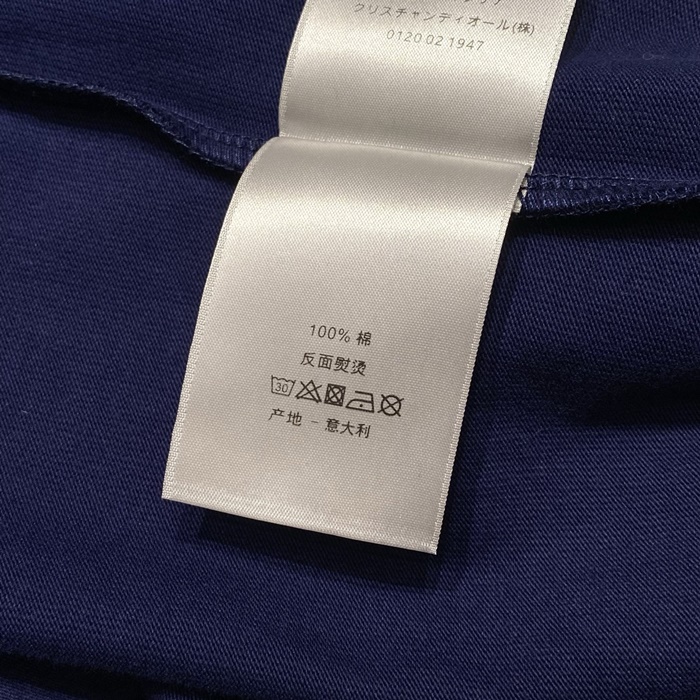 クリスチャンディオール(株)
0120 02 1947
100% 棉
反面熨烫
30
产地 - 意大利